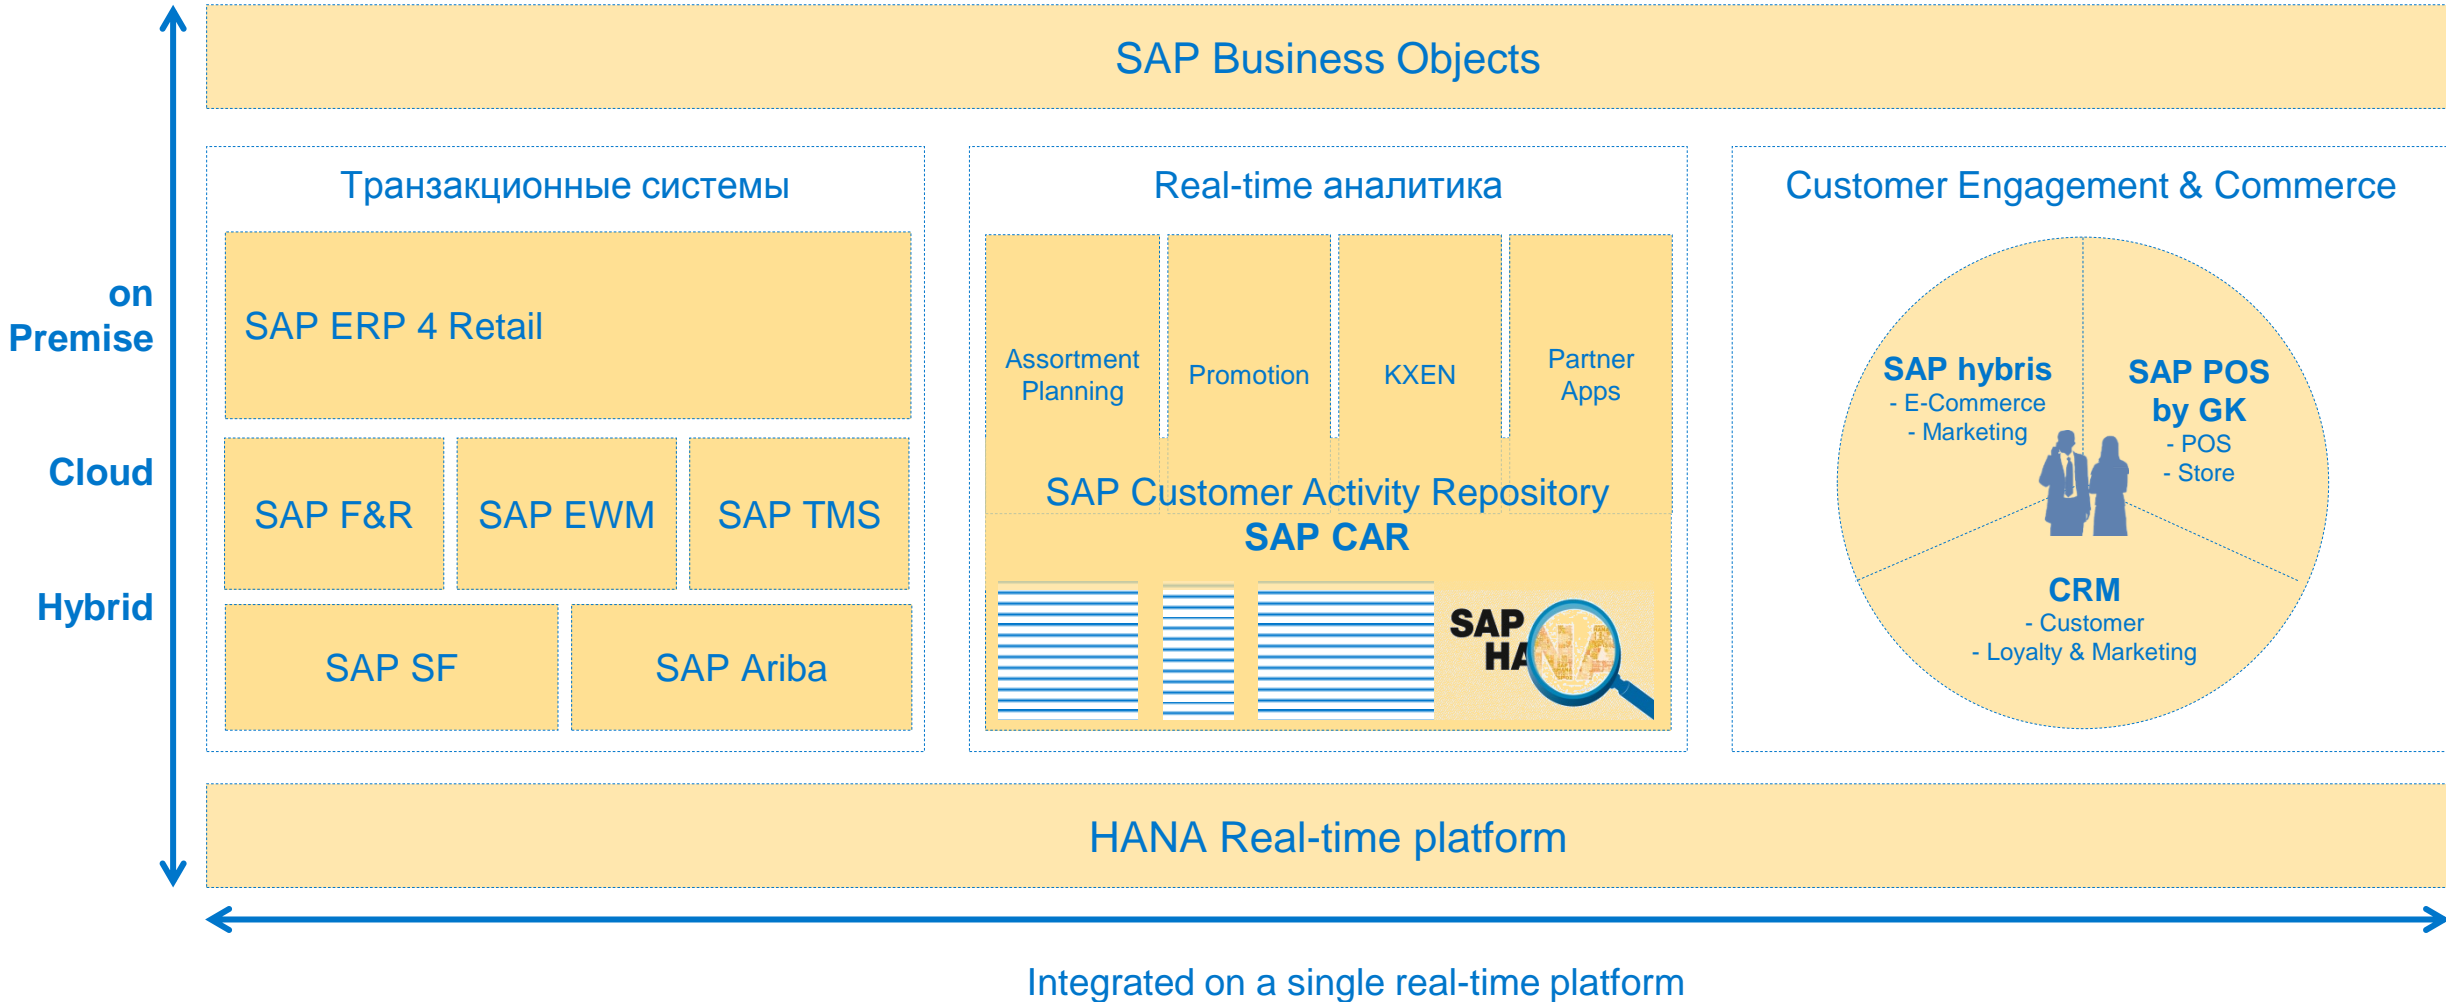 SAP Business Objects
on
Premise
Cloud
Hybrid
Транзакционные системы
SAP ERP 4 Retail
SAP F&R
SAP EWM
SAP TMS
SAP SF
SAP Ariba
Real-time аналитика
Assortment
Planning
Promotion
KXEN
Partner
Apps
SAP Customer Activity Repository
SAP CAR
SAP
HANA
Customer Engagement & Commerce
SAP hybris
- E-Commerce
- Marketing
SAP POS
by GK
- POS
- Store
CRM
- Customer
- Loyalty & Marketing
HANA Real-time platform
Integrated on a single real-time platform